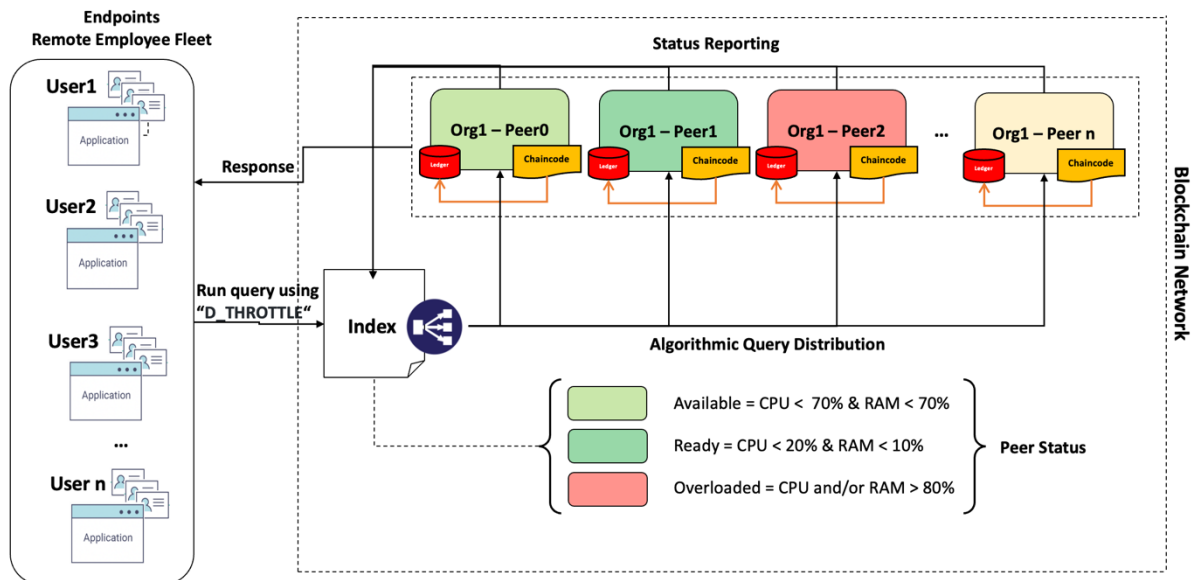 Endpoints
Remote Employee Fleet
User1
Application
User2
Application
User3
Application
...
User n
Application
Response
Run query using
“D_THROTTLE“
Status Reporting
Org1 – Peer0
Ledger
Chaincode
Org1 – Peer1
Ledger
Chaincode
Org1 – Peer2
Ledger
Chaincode
...
Org1 – Peer n
Ledger
Chaincode
Index
Algorithmic Query Distribution
Available = CPU < 70% & RAM < 70%
Ready = CPU < 20% & RAM < 10%
Overloaded = CPU and/or RAM > 80%
Peer Status
Blockchain Network